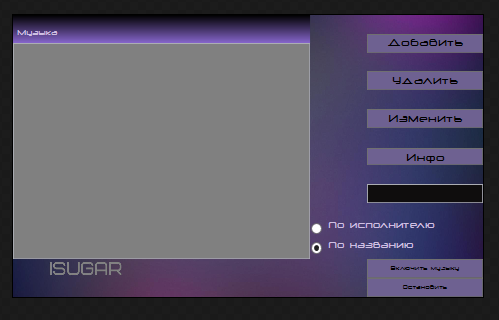 Музыка
Добавить
Удалить
Изменить
Инфо
По исполнителю
По названию
ISUGAR
Включить музыку
Остановить